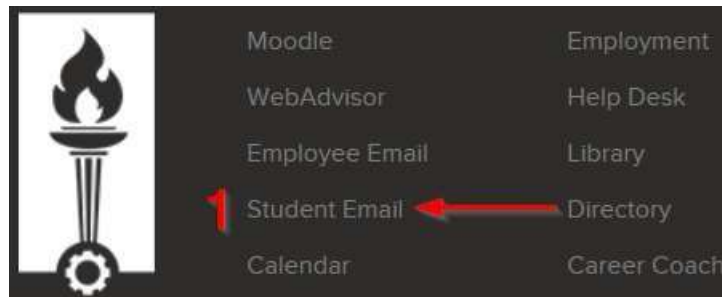 Moodle
WebAdvisor
Employee Email
1 Student Email
Calendar
Employment
Help Desk
Library
Directory
Career Coach